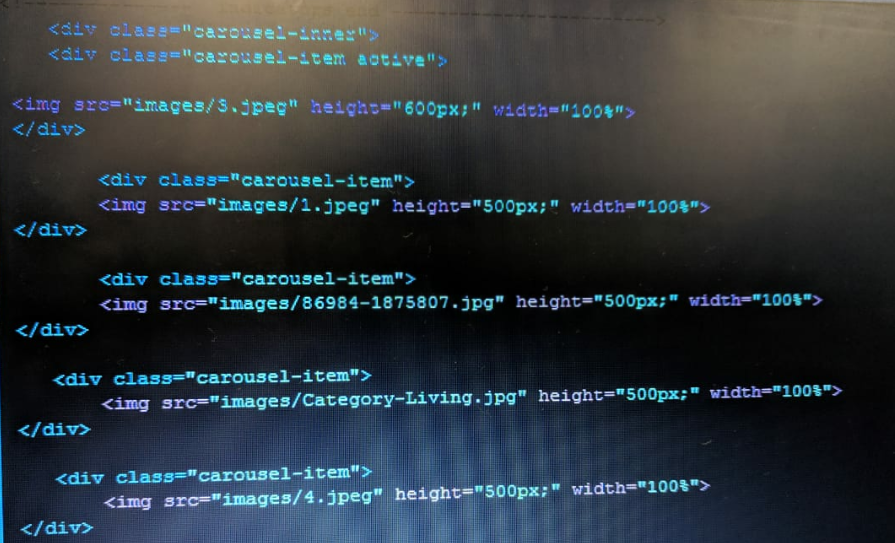 <div class="carousel-inner">
<div class="carousel-item active">
<img src="images/3.jpeg" height="600px;" width="100%">
</div>
<div class="carousel-item">
<img src="images/1.jpeg" height="500px;" width="100%">
</div>
<div class="carousel-item">
<img src="images/86984-1875807.jpg" height="500px;" width="100%">
</div>
<div class="carousel-item">
<img src="images/Category-Living.jpg" height="500px;" width="100%">
</div>
<div class="carousel-item">
<img src="images/4.jpeg" height="500px;" width="100%">
</div>